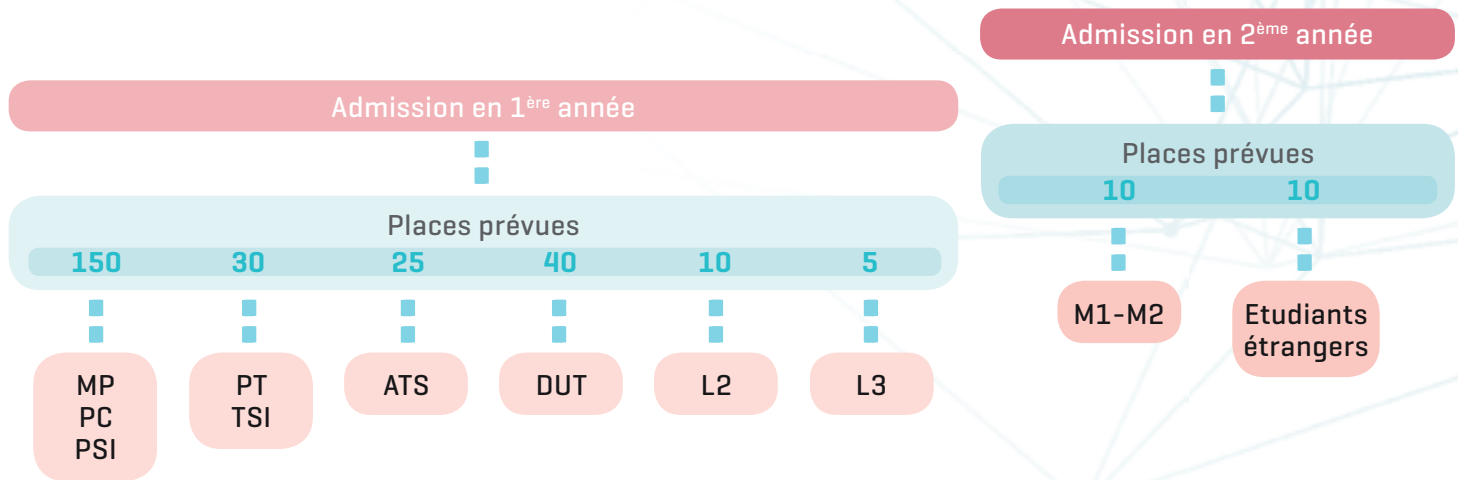 Admission en 1ère année
Places prévues
150 30 25 40 10 5
MP
PC
PSI
PT
TSI
ATS
DUT
L2
L3
Admission en 2ème année
Places prévues
10 10
M1-M2
Etudiants
étrangers